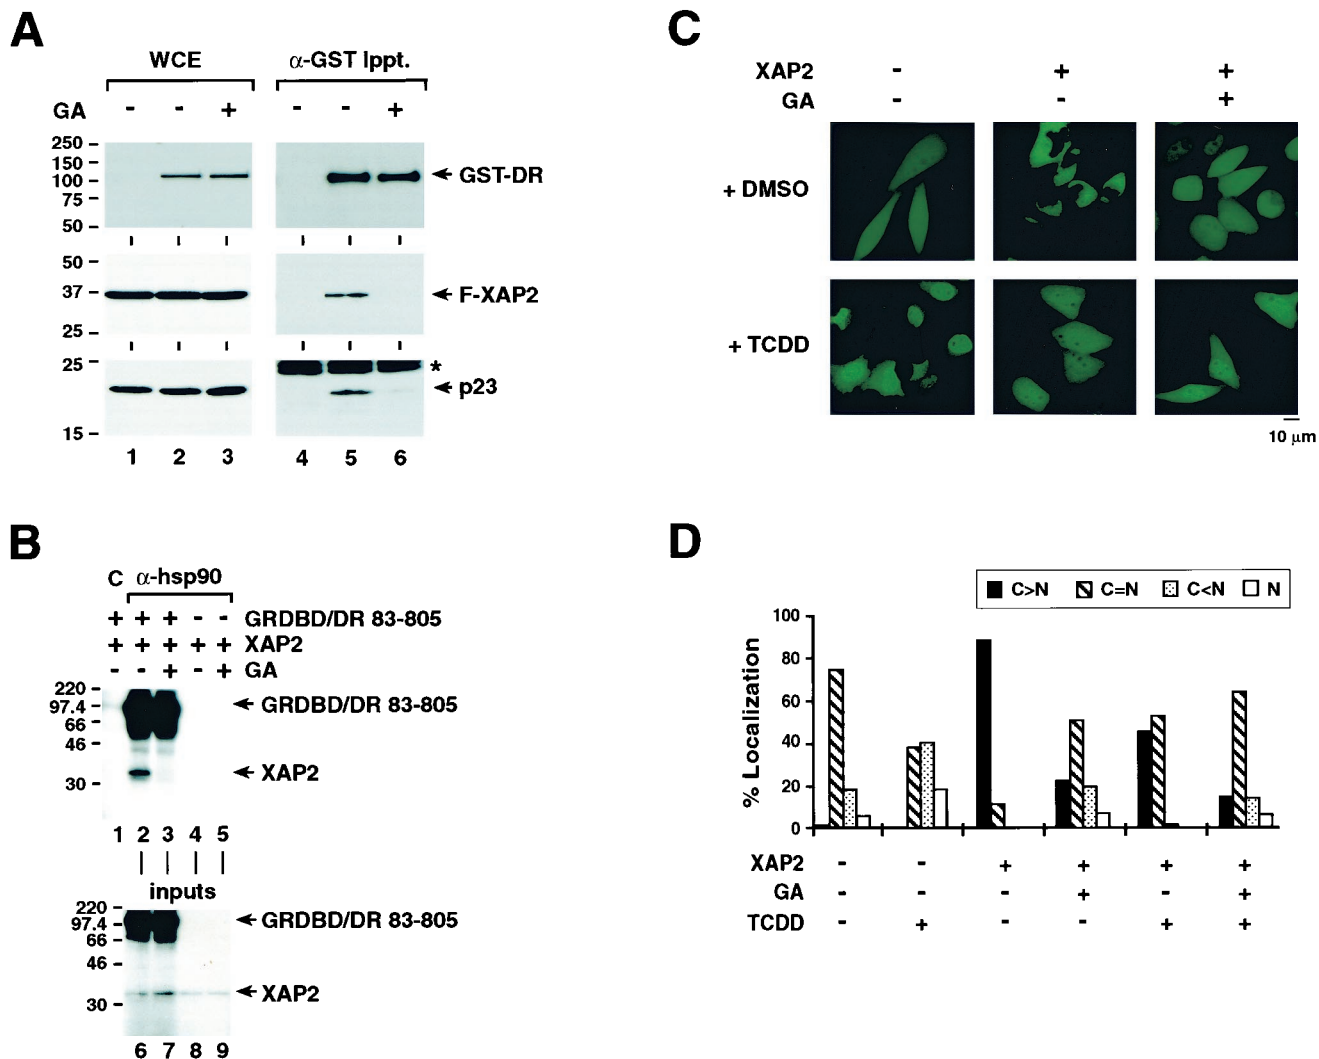 A
WCE
α-GST Ippt.
GA - - + - - +
250
150
100
75
50
GST-DR
50
37
25
F-XAP2
25
15
*
p23
1 2 3 4 5 6
B
C α-hsp90
+ + + - - GRDBD/DR 83-805
+ + + + + XAP2
- - + - + GA
220
97.4
66
46
30
GRDBD/DR 83-805
XAP2
1 2 3 4 5
inputs
220
97.4
66
46
30
GRDBD/DR 83-805
XAP2
6 7 8 9
C
XAP2 - + +
GA - - +
+ DMSO
+ TCDD
10 µm
D
C>N C=N C<N N
% Localization
100
80
60
40
20
0
XAP2 - - + + + +
GA - - - + - +
TCDD - + - - + +